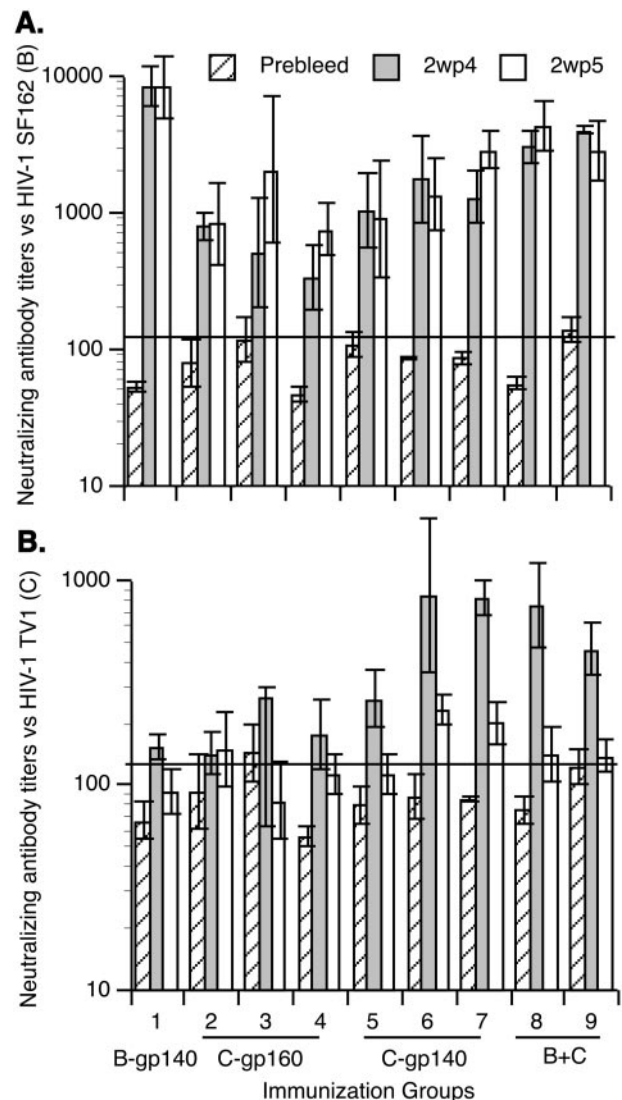 A.
Prebleed 2wp4 2wp5
Neutralizing antibody titers vs HIV-1 SF162 (B)
10000
1000
100
10
B.
Neutralizing antibody titers vs HIV-1 TV1 (C)
1000
100
10
1 2 3 4 5 6 7 8 9
B-gp140 C-gp160 C-gp140 B+C
Immunization Groups